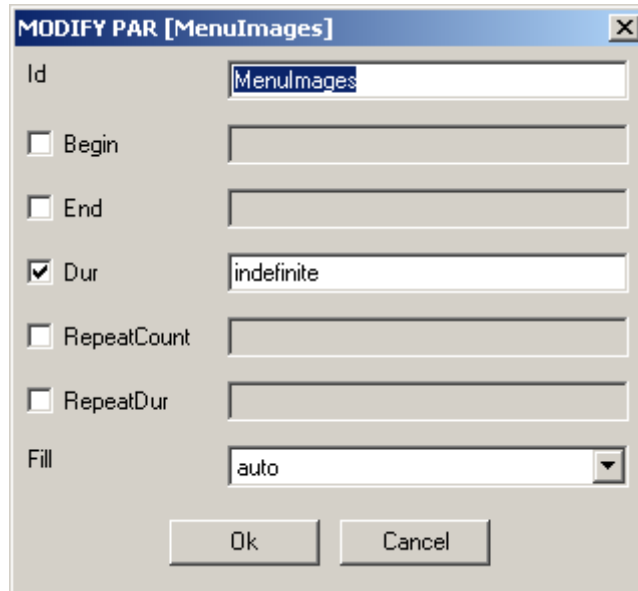 MODIFY PAR [MenuImages]
Id MenuImages
Begin
End
Dur indefinite
RepeatCount
RepeatDur
Fill auto
Ok Cancel